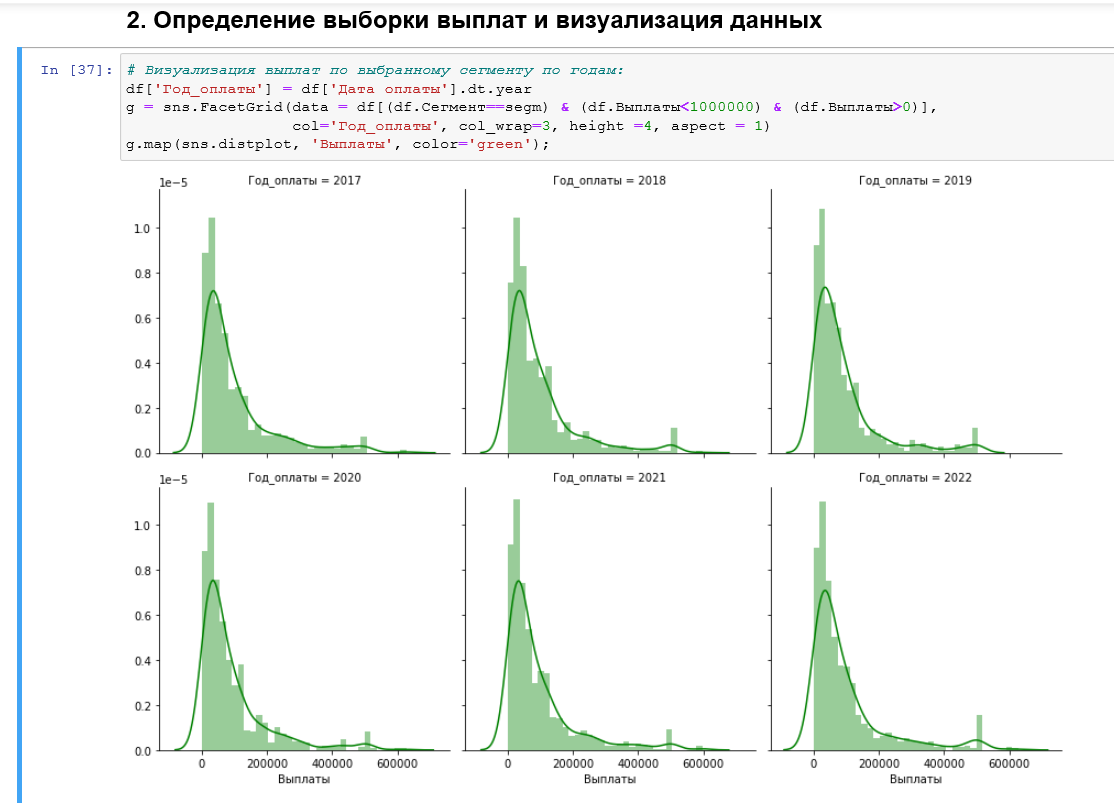 2. Определение выборки выплат и визуализация данных
In [37]: # Визуализация выплат по выбранному сегменту по годам:
df['Год_оплаты'] = df['Дата оплаты'].dt.year
g = sns.FacetGrid(data = df[(df.Сегмент==segm) & (df.Выплаты<1000000) & (df.Выплаты>0)],
col='Год_оплаты', col_wrap=3, height =4, aspect = 1)
g.map(sns.distplot, 'Выплаты', color='green');
1e−5 Год_оплаты = 2017 Год_оплаты = 2018 Год_оплаты = 2019
1.0
0.8
0.6
0.4
0.2
0.0
1e−5 Год_оплаты = 2020 Год_оплаты = 2021 Год_оплаты = 2022
1.0
0.8
0.6
0.4
0.2
0.0
0 200000 400000 600000 0 200000 400000 600000 0 200000 400000 600000
Выплаты Выплаты Выплаты